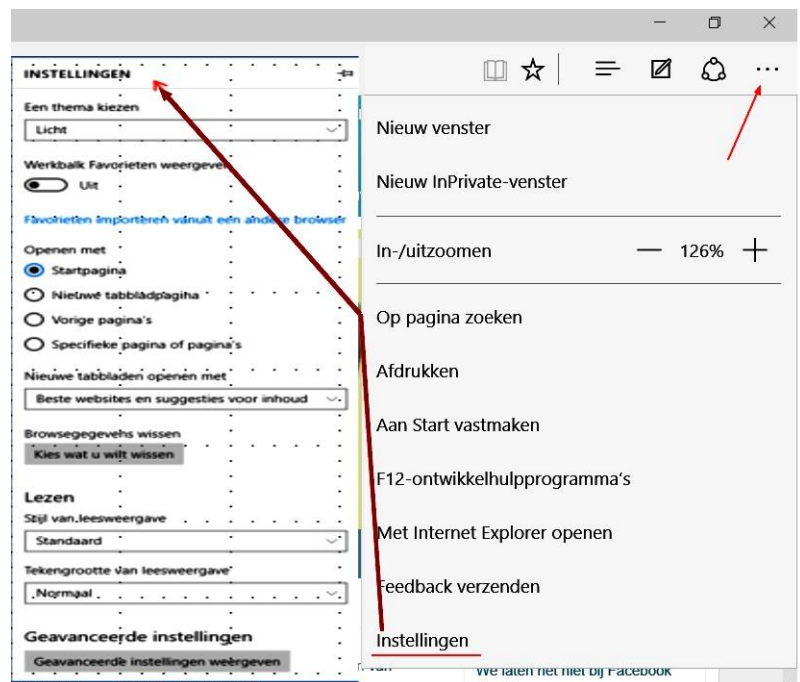 INSTELLINGEN
Een thema kiezen
Licht
Werkbalk Favorieten weergeven
Uit
Favorieten importeren vanuit een andere browser
Openen met
Startpagina
Nieuwe tabbladpagina
Vorige pagina's
Specifieke pagina of pagina's
Nieuwe tabbladen openen met
Beste websites en suggesties voor inhoud
Browsegegevens wissen
Kies wat u wilt wissen
Lezen
Stijl van leesweergave
Standaard
Tekengrootte van leesweergave
Normaal
Geavanceerde instellingen
Geavanceerde instellingen weergeven
Nieuw venster
Nieuw InPrivate-venster
In-/uitzoomen 126%
Op pagina zoeken
Afdrukken
Aan Start vastmaken
F12-ontwikkelhulpprogramma's
Met Internet Explorer openen
Feedback verzenden
Instellingen
We laten het niet bij Facebook